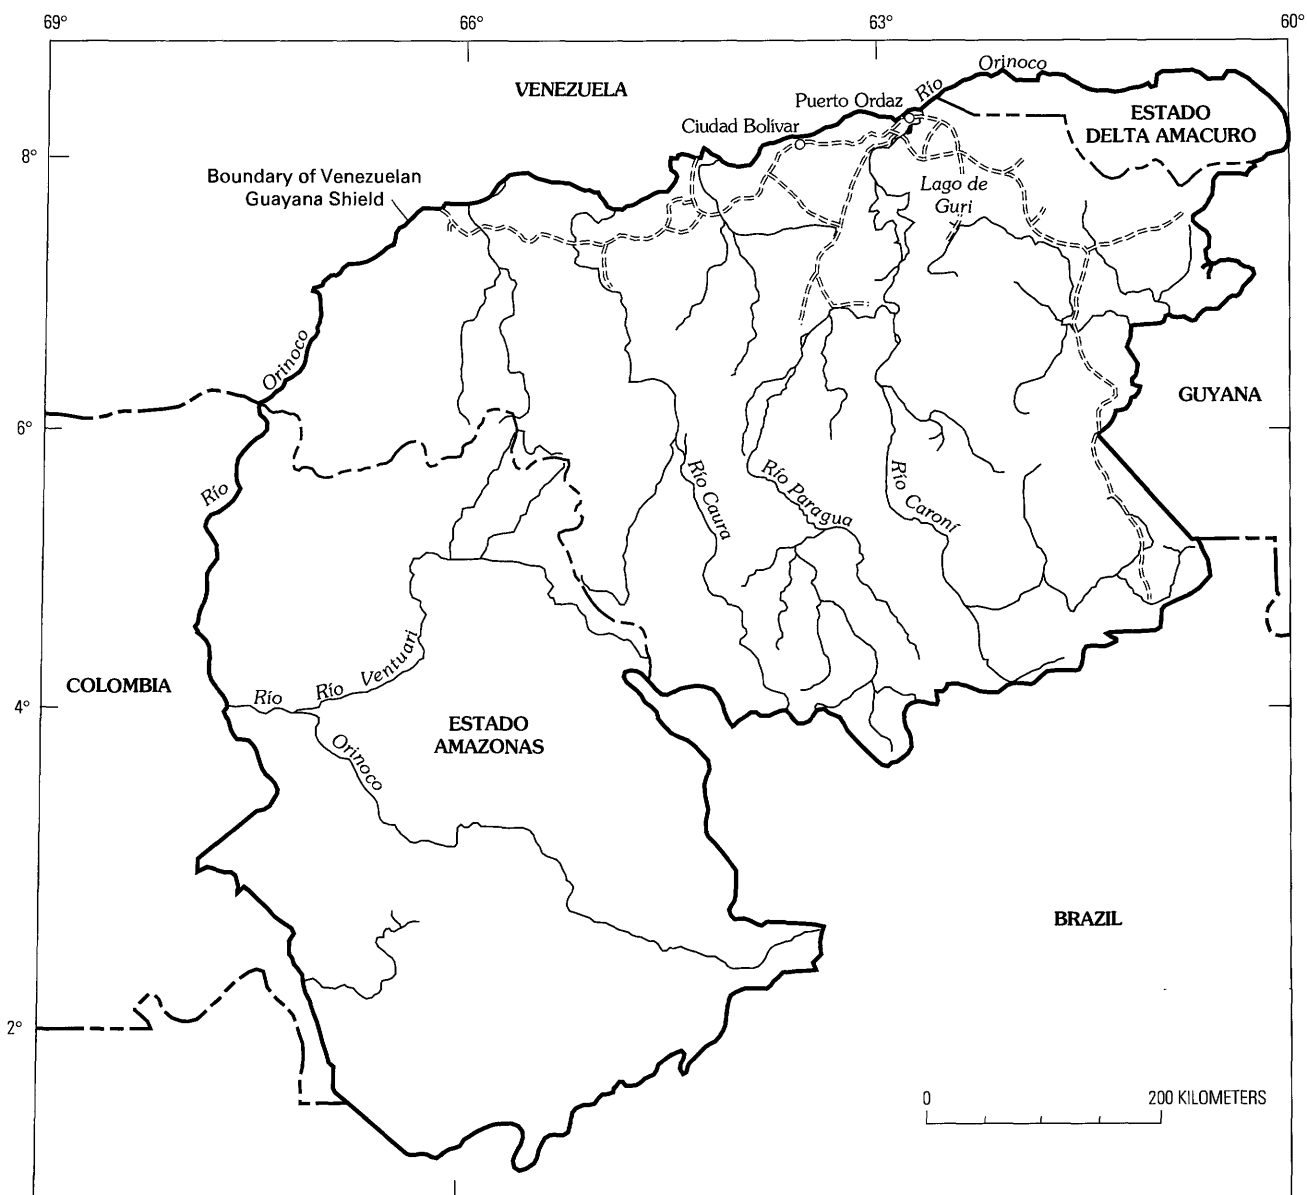 69°
66°
63°
60°
VENEZUELA
Río
Orinoco
Puerto Ordaz
ESTADO
DELTA AMACURO
Ciudad Bolívar
8°
Boundary of Venezuelan
Guayana Shield
Lago de
Guri
Orinoco
GUYANA
6°
Río
Río Caura
Río Paragua
Río Caroní
COLOMBIA
Río
Río
Ventuari
4°
ESTADO
AMAZONAS
Orinoco
BRAZIL
2°
0
200 KILOMETERS